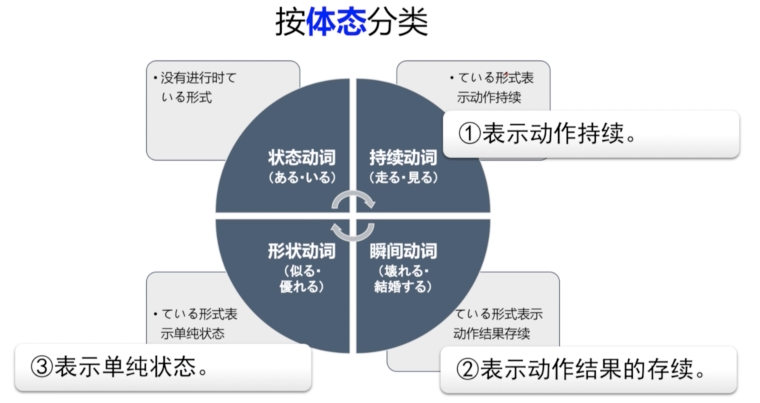 按体态分类
• 没有进行时て
いる形式
• ている形式表
示动作持续
①表示动作持续。
状态动词
（ある・いる）
持续动词
（走る・見る）
形状动词
（似る・
優れる）
瞬间动词
（壊れる・
結婚する）
• ている形式表
示单纯状态
ている形式表示
动作结果存续
③表示单纯状态。
②表示动作结果的存续。